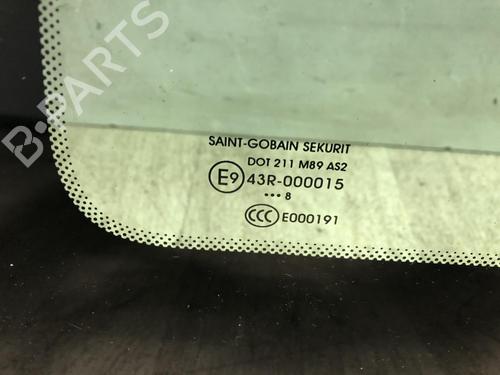 B-PARTS
SAINT-GOBAIN SEKURIT
DOT 211 M89 AS2
E9 43R-000015
••• 8
CCC E000191